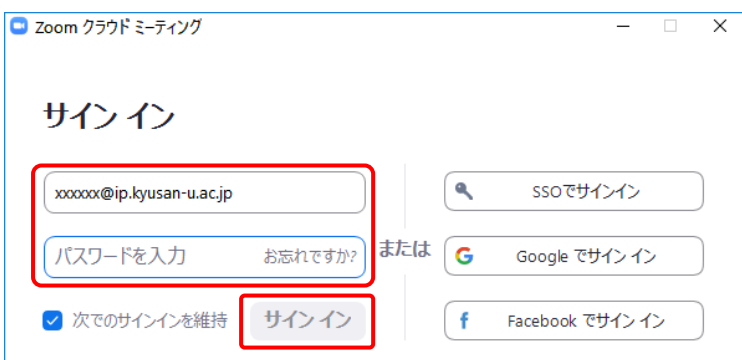 Zoom クラウド ミーティング
サイン イン
xxxxxx@ip.kyusan-u.ac.jp
パスワードを入力 お忘れですか?
次でのサインインを維持 サイン イン
または
SSOでサインイン
Google でサイン イン
Facebook でサイン イン